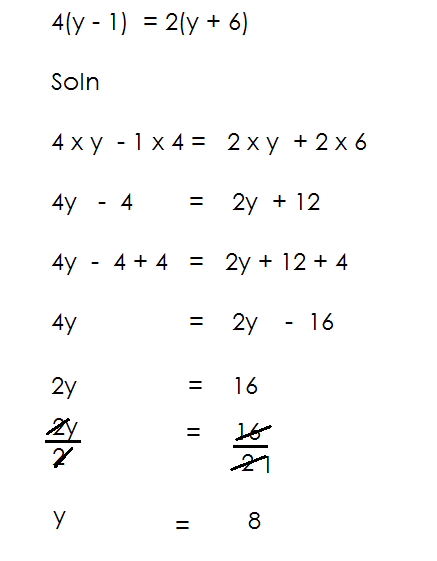 4(y - 1) = 2(y + 6)
Soln
4 x y - 1 x 4 = 2 x y + 2 x 6
4y - 4 = 2y + 12
4y - 4 + 4 = 2y + 12 + 4
4y = 2y - 16
2y = 16
2y/2 = 16/2 1
y = 8